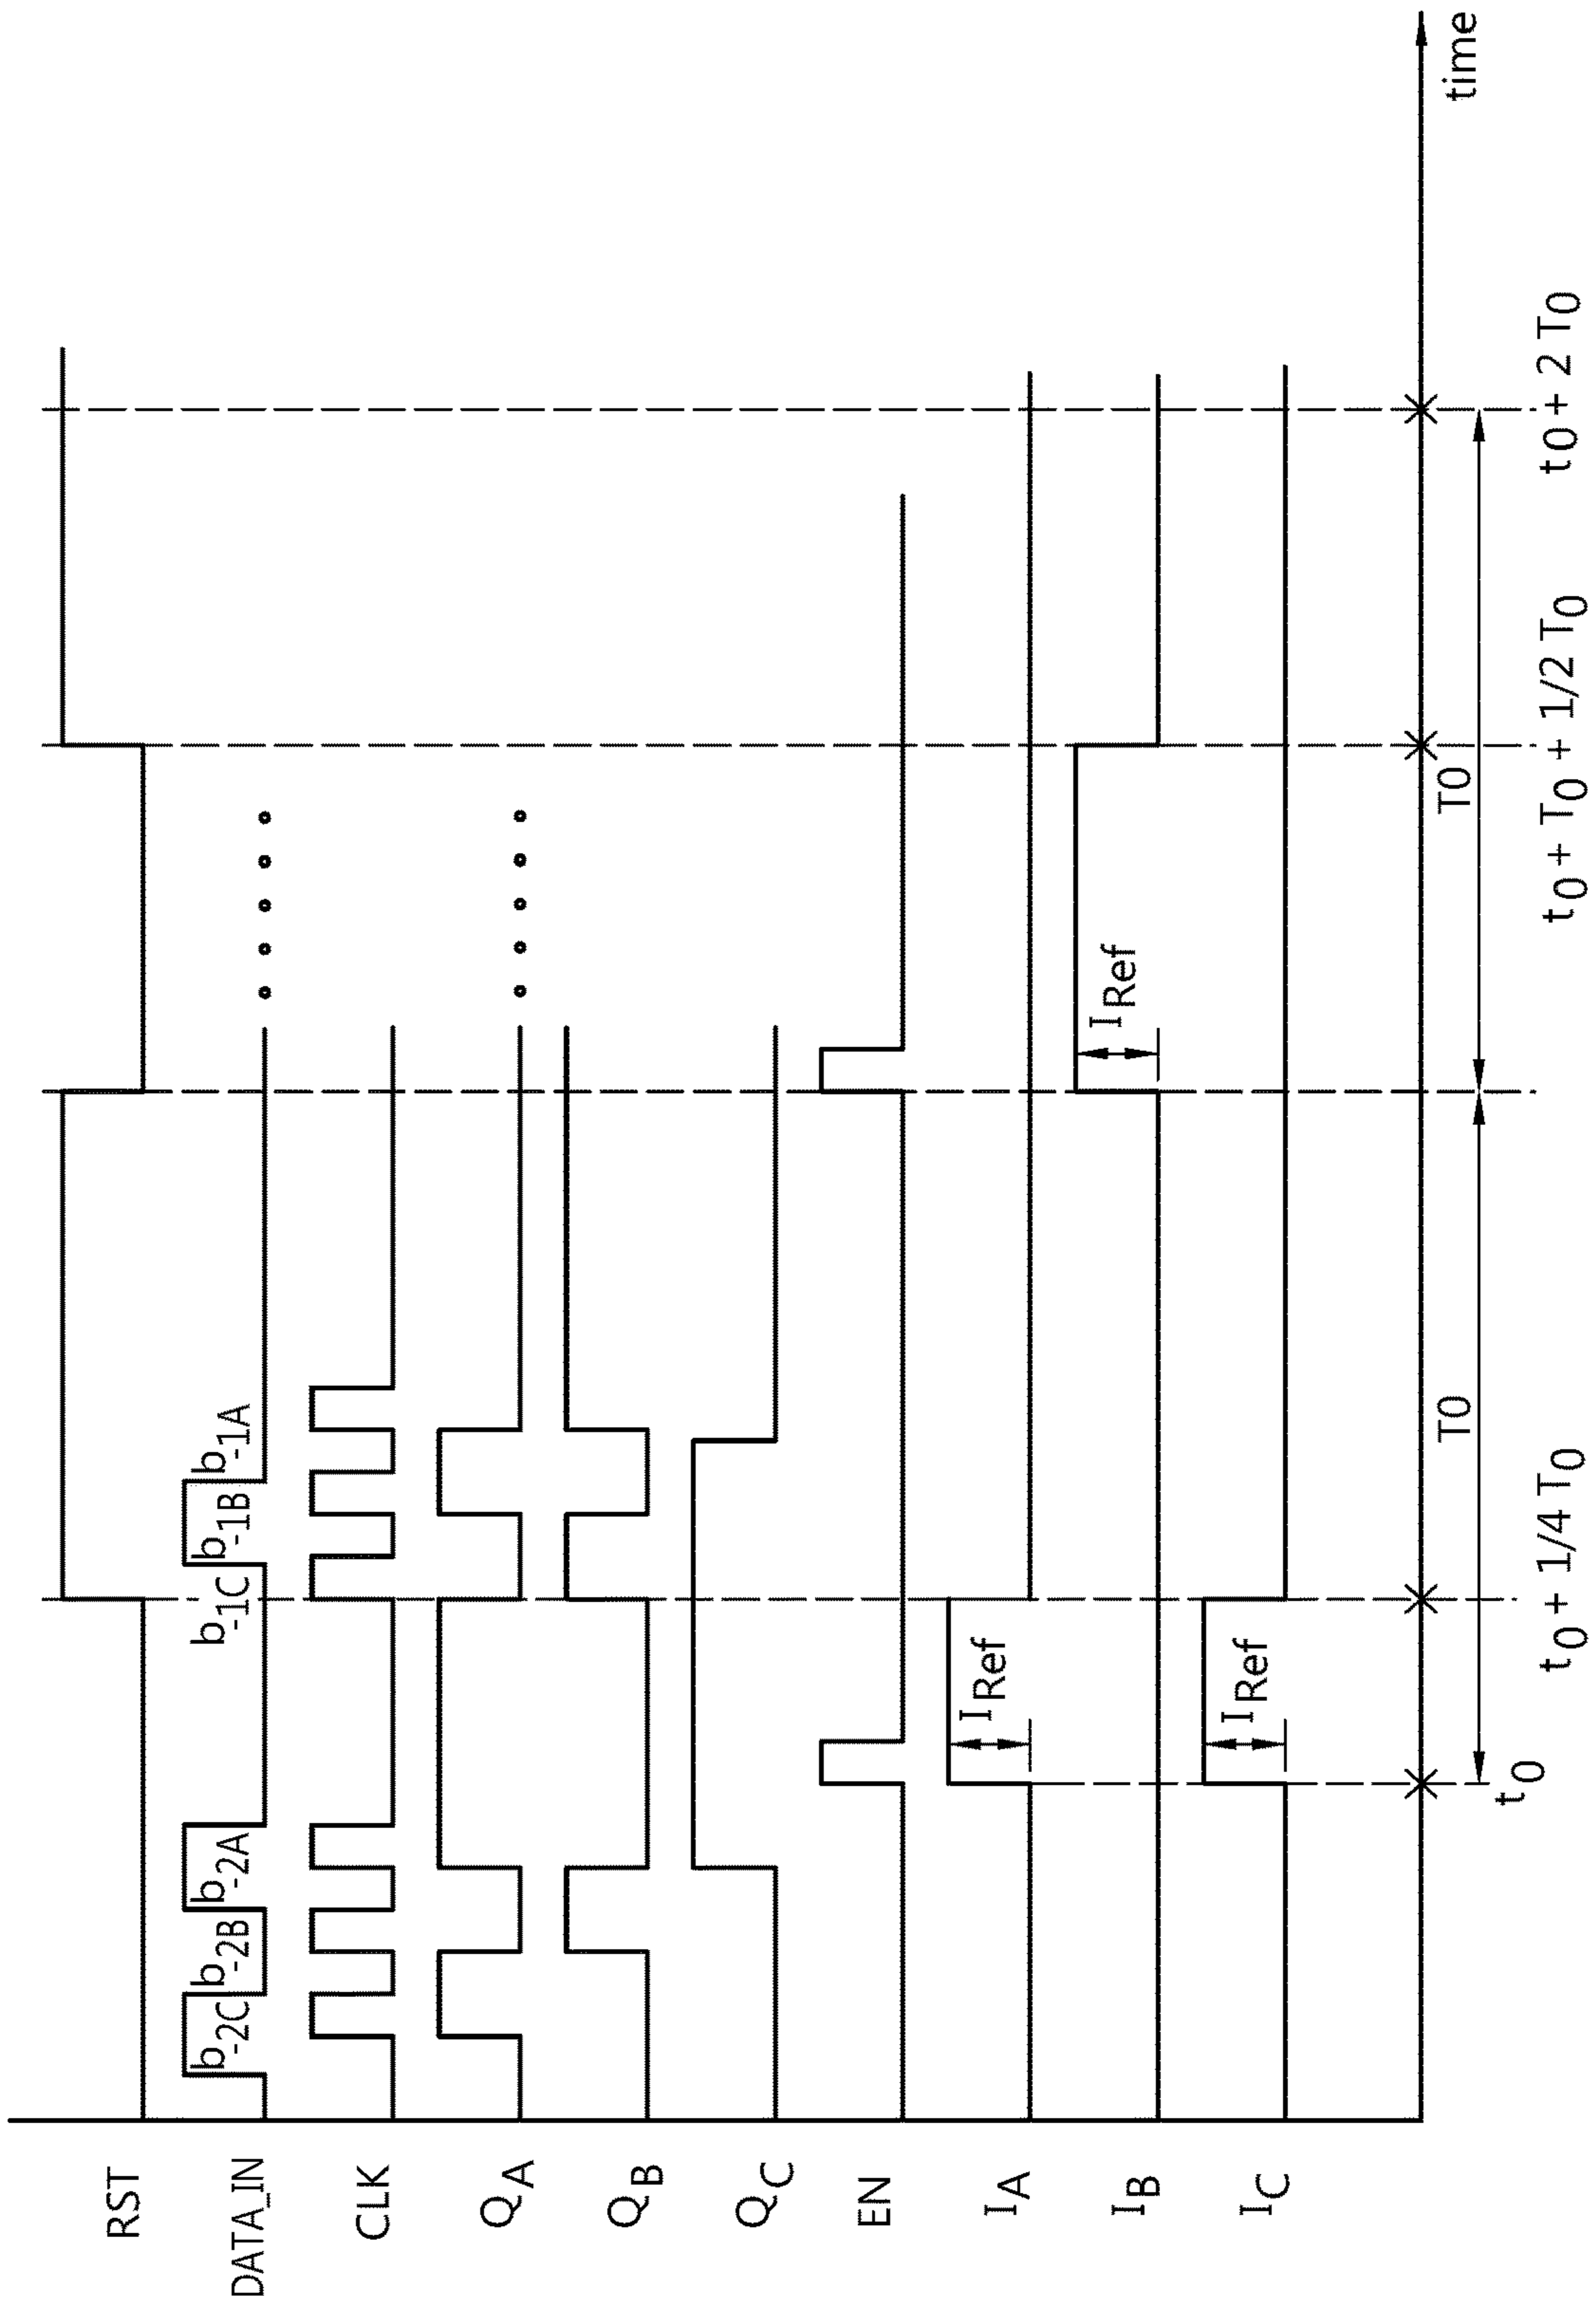 RST
DATA_IN
b-2C b-2B b-2A b-1C b-1B b-1A
CLK
QA
QB
QC
EN
IA
IRef
IB
IRef
IC
IRef
time
T0 T0
t0 t0 + 1/4 T0 t0 + T0 + 1/2 T0 t0 + 2 T0